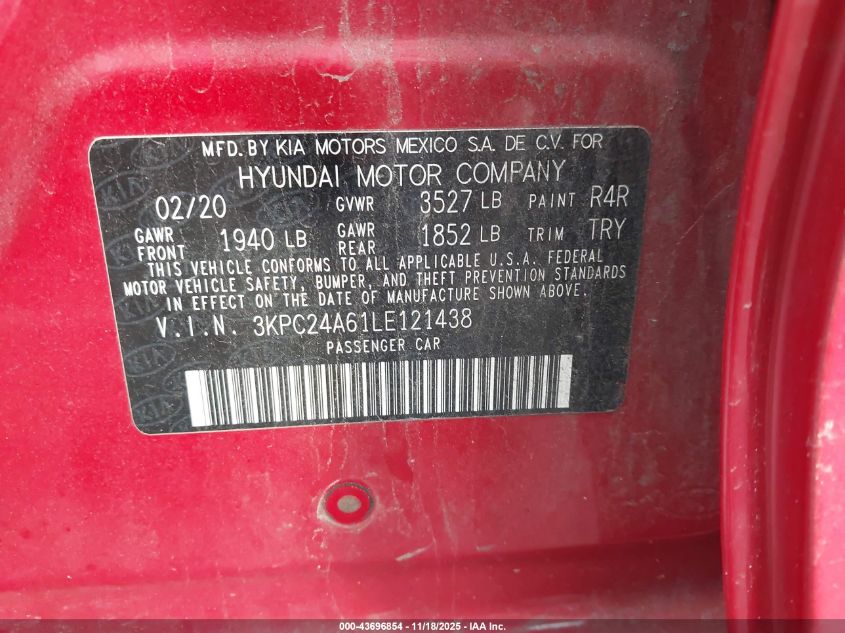 MFD. BY KIA MOTORS MEXICO S.A. DE C.V. FOR
HYUNDAI MOTOR COMPANY
02/20 GVWR 3527 LB PAINT R4R
GAWR FRONT 1940 LB GAWR REAR 1852 LB TRIM TRY
THIS VEHICLE CONFORMS TO ALL APPLICABLE U.S.A. FEDERAL
MOTOR VEHICLE SAFETY, BUMPER, AND THEFT PREVENTION STANDARDS
IN EFFECT ON THE DATE OF MANUFACTURE SHOWN ABOVE.
V.I.N. 3KPC24A61LE121438
PASSENGER CAR
000-43696854 - 11/18/2025 - IAA Inc.